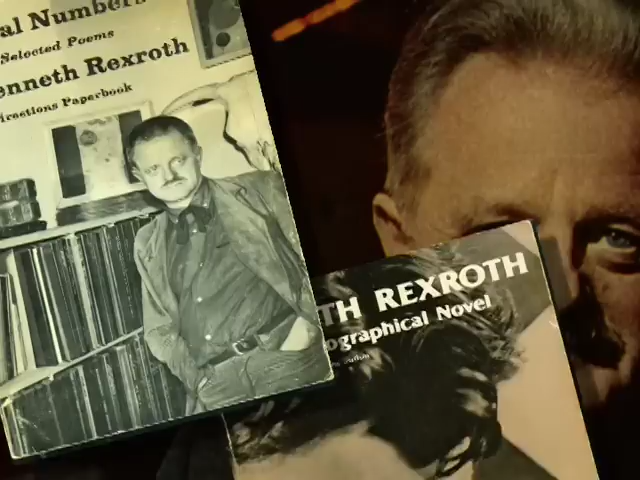 al Numbers
Selected Poems
enneth Rexroth
irections Paperbook
TH REXROTH
ographical Novel